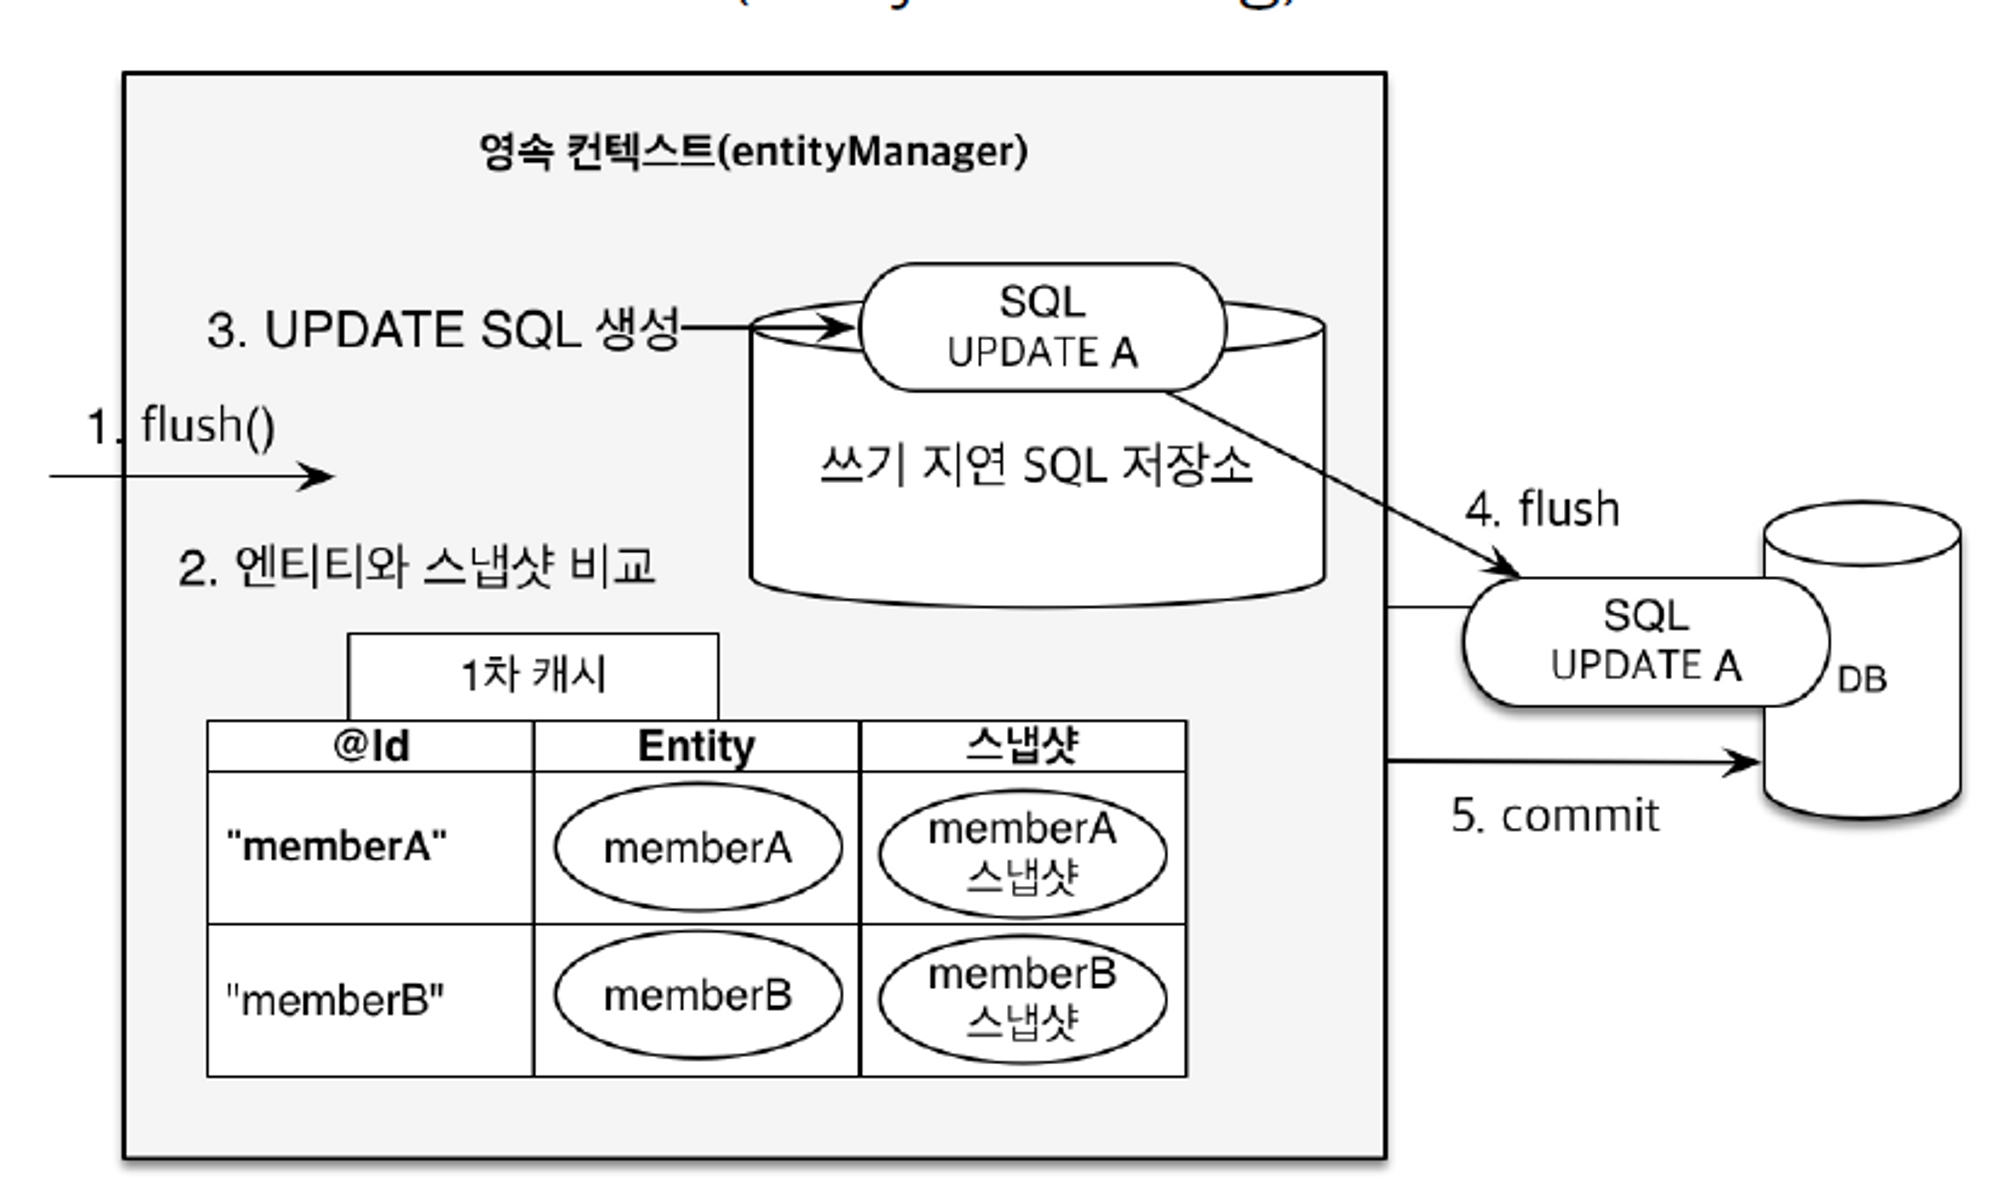 영속 컨텍스트(entityManager)
SQL
UPDATE A
3. UPDATE SQL 생성
1. flush()
쓰기 지연 SQL 저장소
4. flush
2. 엔티티와 스냅샷 비교
SQL
UPDATE A
DB
1차 캐시
@Id Entity 스냅샷
5. commit
"memberA" memberA memberA
스냅샷
"memberB" memberB memberB
스냅샷